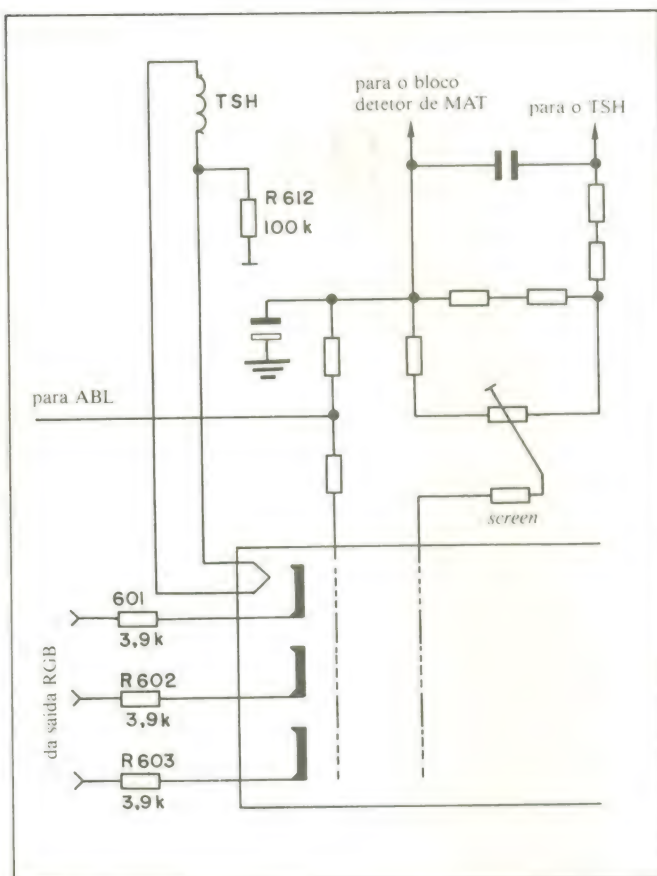 para o bloco
detetor de MAT
para o TSH
TSH
R 612
100 k
para ABL
screen
601
3,9 k
R 602
3,9 k
R 603
3,9 k
da saída RGB